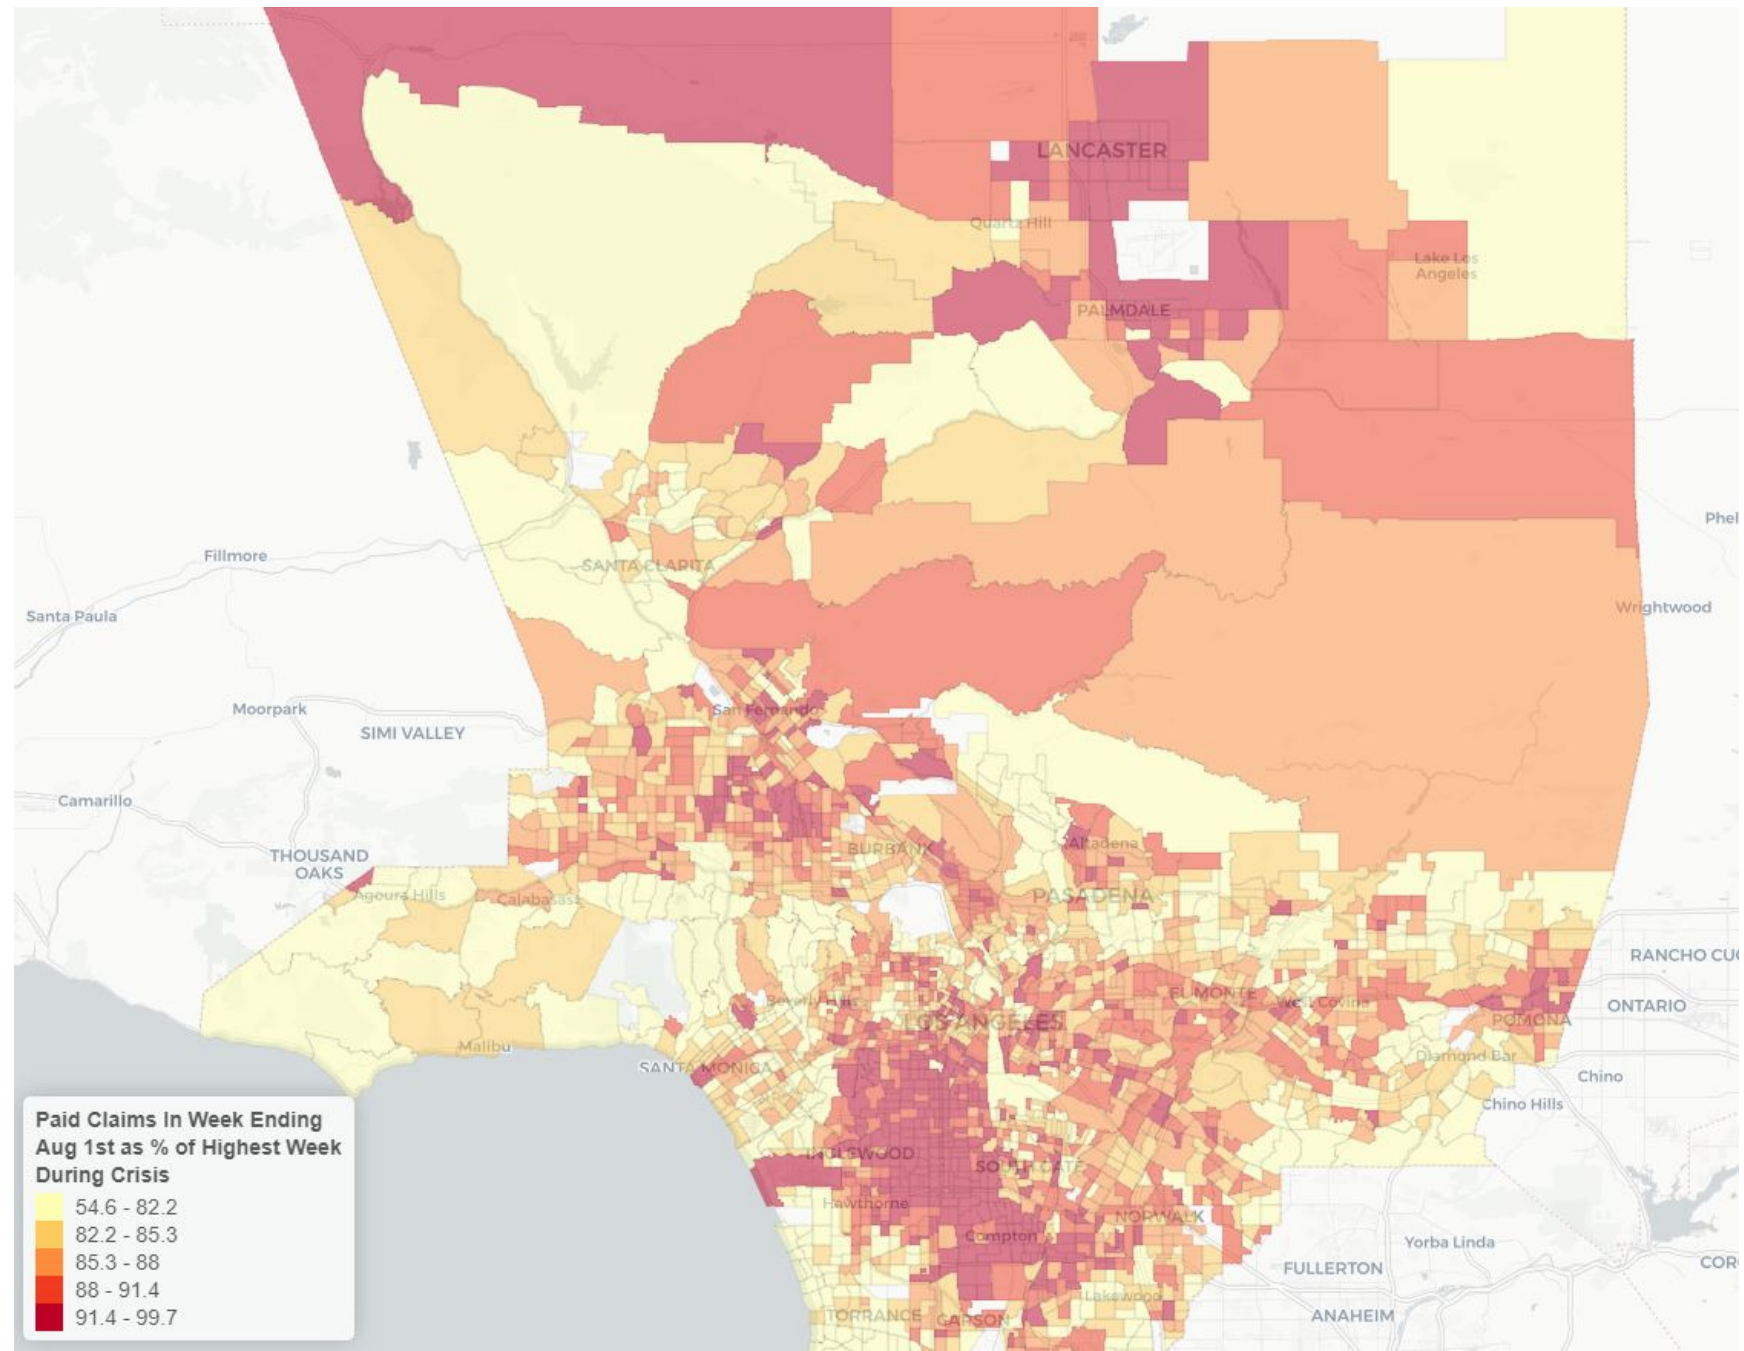 LANCASTER
Quartz Hill
Lake Los
Angeles
PALMDALE
Phel
Fillmore
SANTA CLARITA
Santa Paula
Wrightwood
Moorpark
San Fernando
SIMI VALLEY
Camarillo
THOUSAND
OAKS
BURBANK
Altadena
Agoura Hills
Calabasas
PASADENA
RANCHO CU
Beverly Hills
EL MONTE
West Covina
ONTARIO
LOS ANGELES
POMONA
Malibu
Diamond Bar
SANTA MONICA
Chino
Chino Hills
INGLEWOOD
SOUTH GATE
Hawthorne
NORWALK
Compton
Yorba Linda
FULLERTON
COR
Lakewood
TORRANCE
CARSON
ANAHEIM
Paid Claims In Week Ending
Aug 1st as % of Highest Week
During Crisis
54.6 - 82.2
82.2 - 85.3
85.3 - 88
88 - 91.4
91.4 - 99.7